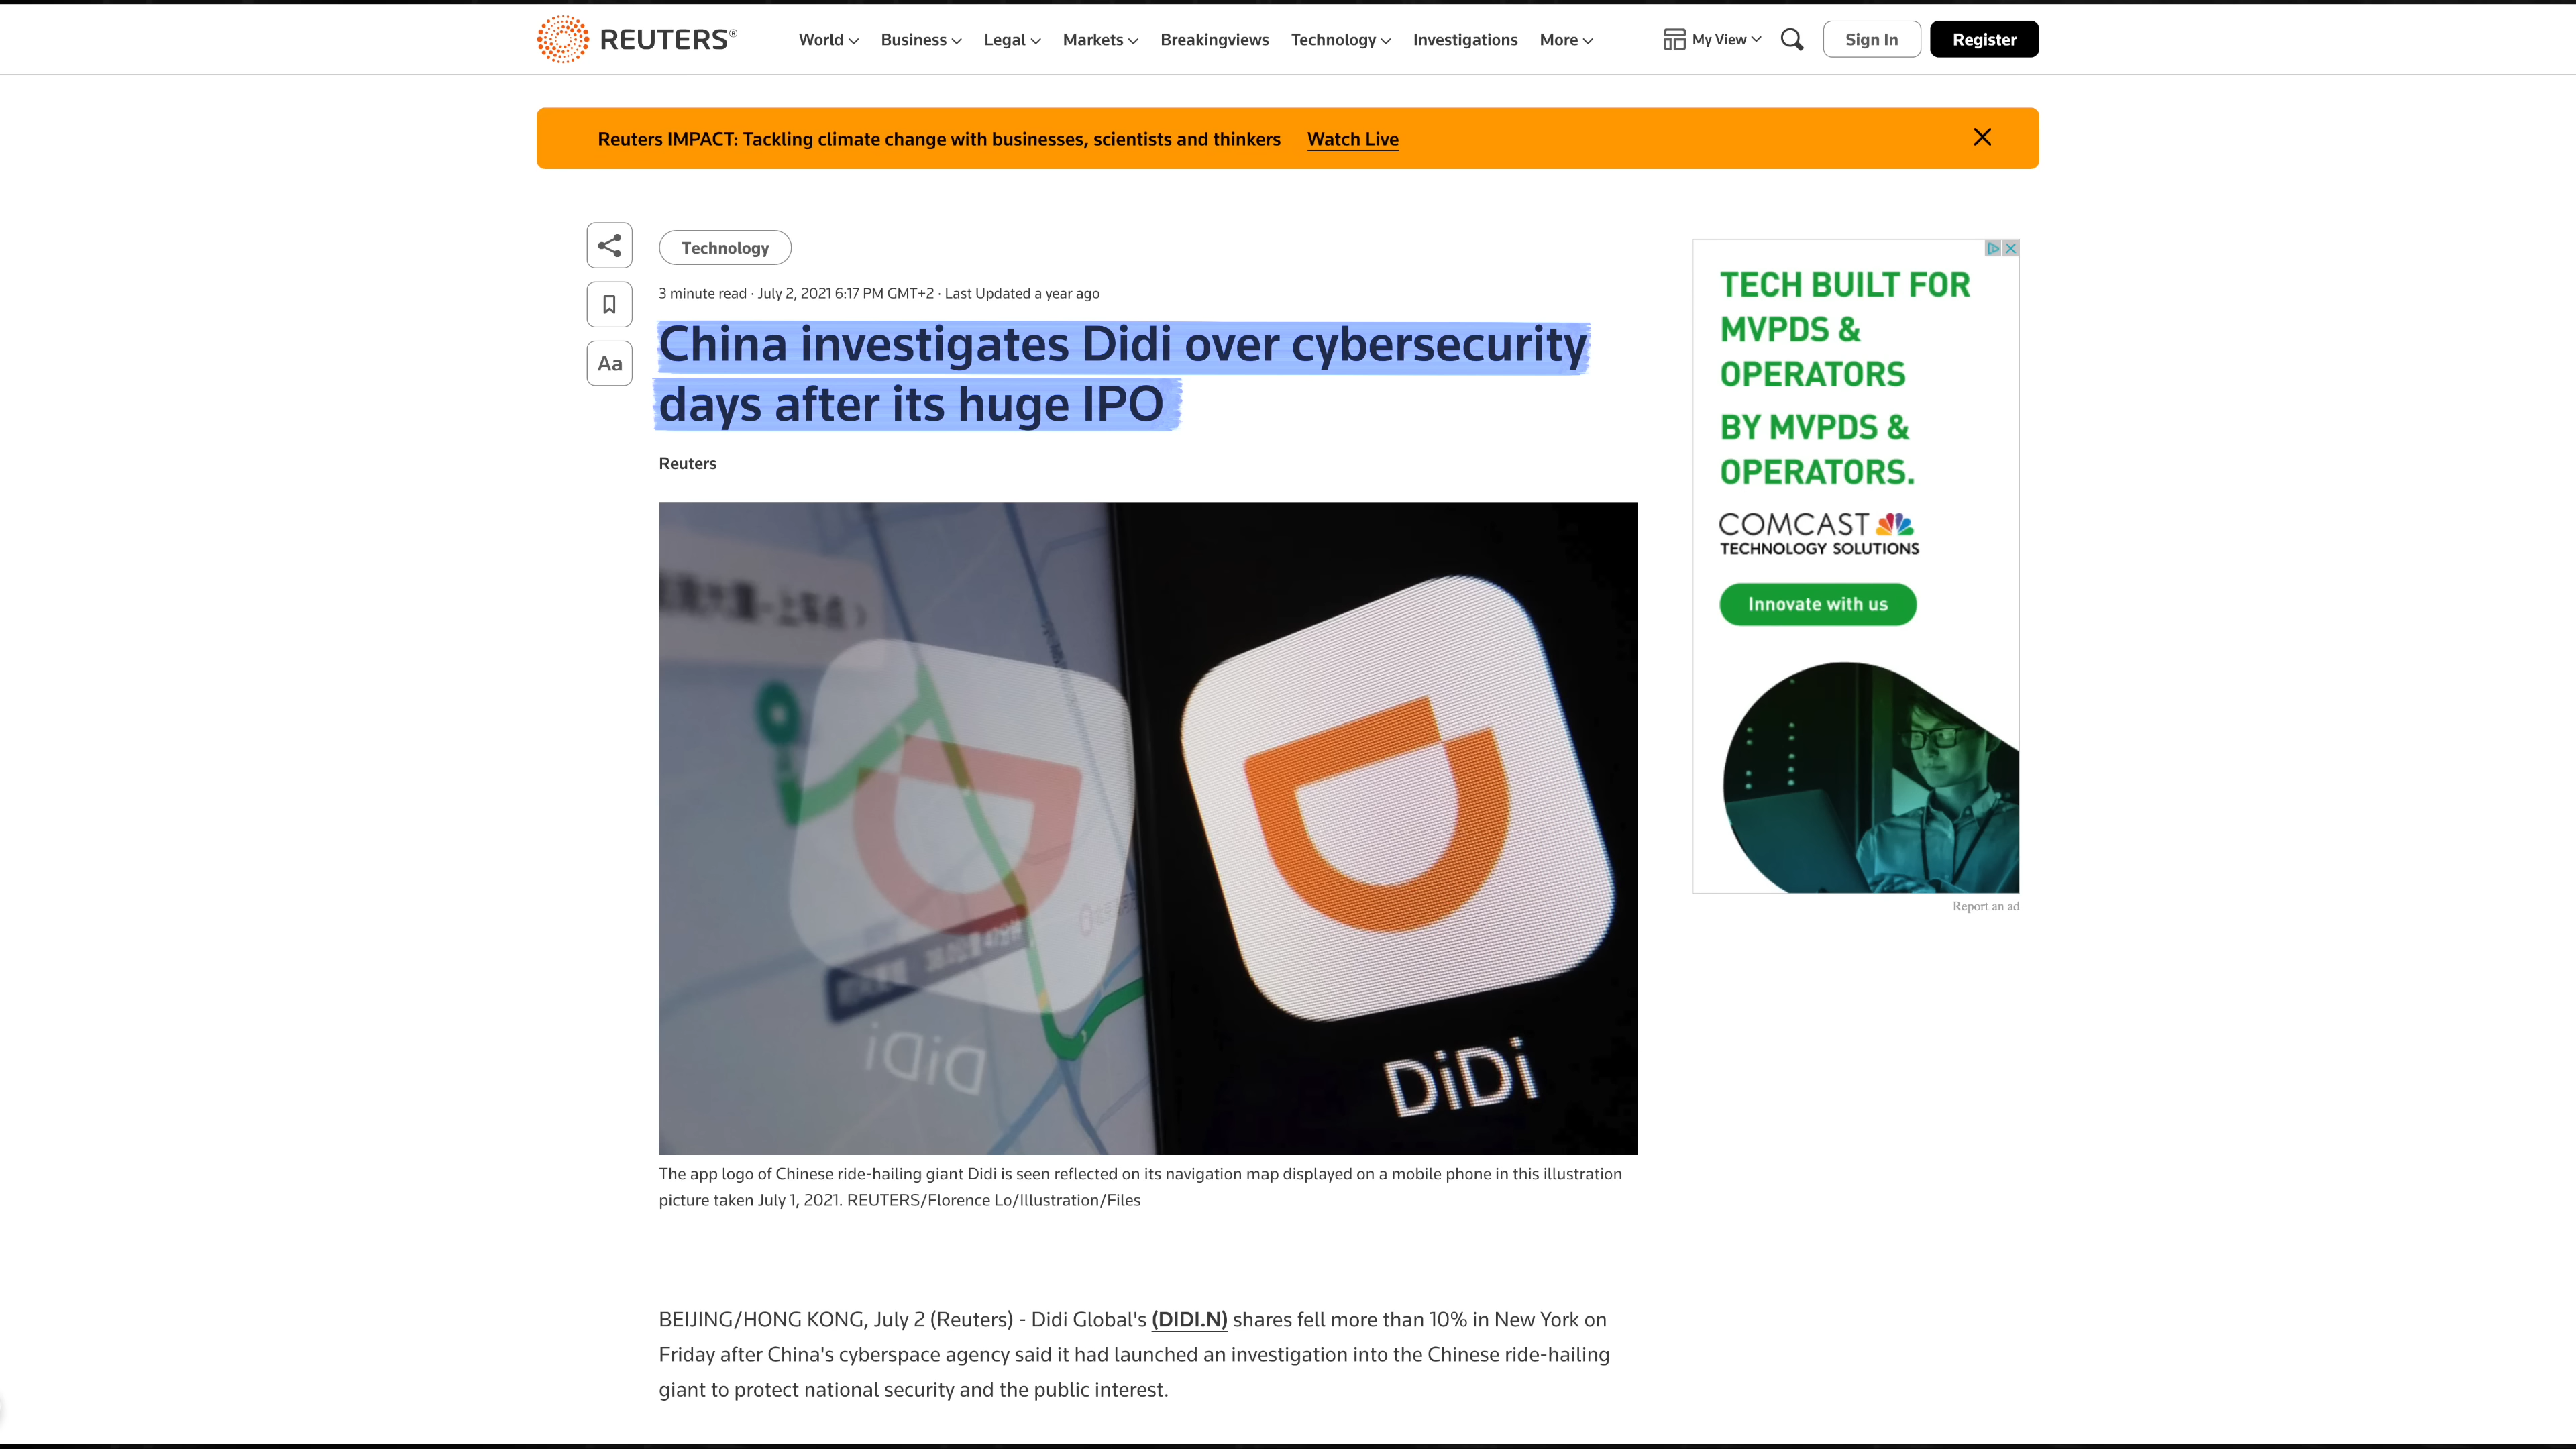 REUTERS®
World
Business
Legal
Markets
Breakingviews
Technology
Investigations
More
My View
Sign In
Register
Reuters IMPACT: Tackling climate change with businesses, scientists and thinkers Watch Live
Technology
3 minute read · July 2, 2021 6:17 PM GMT+2 · Last Updated a year ago
Aa
China investigates Didi over cybersecurity
days after its huge IPO
Reuters
DiDi
DiDi
The app logo of Chinese ride-hailing giant Didi is seen reflected on its navigation map displayed on a mobile phone in this illustration
picture taken July 1, 2021. REUTERS/Florence Lo/Illustration/Files
BEIJING/HONG KONG, July 2 (Reuters) - Didi Global's (DIDI.N) shares fell more than 10% in New York on
Friday after China's cyberspace agency said it had launched an investigation into the Chinese ride-hailing
giant to protect national security and the public interest.
TECH BUILT FOR
MVPDS &
OPERATORS
BY MVPDS &
OPERATORS.
COMCAST
TECHNOLOGY SOLUTIONS
Innovate with us
Report an ad